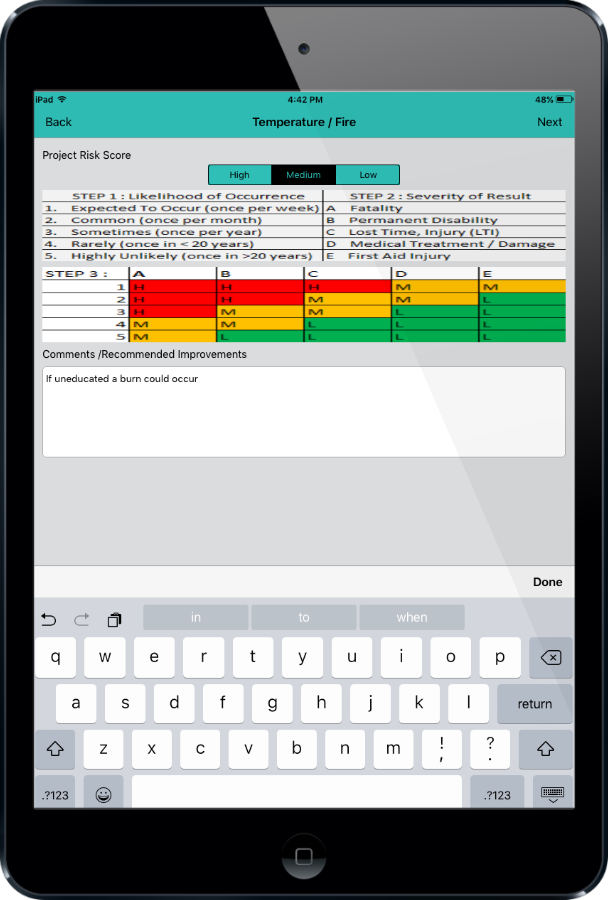 iPad 4:42 PM 48%
Back Temperature / Fire Next
Project Risk Score
High Medium Low
STEP 1 : Likelihood of Occurrence STEP 2 : Severity of Result
1. Expected To Occur (once per week) A Fatality
2. Common (once per month) B Permanent Disability
3. Sometimes (once per year) C Lost Time, Injury (LTI)
4. Rarely (once in < 20 years) D Medical Treatment / Damage
5. Highly Unlikely (once in >20 years) E First Aid Injury
STEP 3 : A B C D E
1 H H H M M
2 H H M M L
3 H M M L L
4 M M L L L
5 M L L L L
Comments /Recommended Improvements
If uneducated a burn could occur
Done
in to when
q w e r t y u i o p
a s d f g h j k l return
z x c v b n m ! , ? .
.?123 .?123